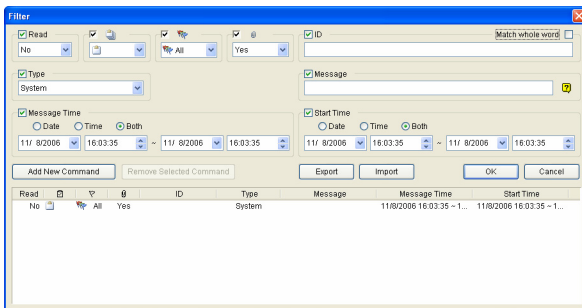 Filter
Read ID Match whole word
No All Yes
Type Message
System
Message Time Start Time
Date Time Both Date Time Both
11/ 8/2006 16:03:35 ~ 11/ 8/2006 16:03:35 11/ 8/2006 16:03:35 ~ 11/ 8/2006 16:03:35
Add New Command Remove Selected Command Export Import OK Cancel
Read ID Type Message Message Time Start Time
No All Yes System 11/8/2006 16:03:35 ~ 1... 11/8/2006 16:03:35 ~ 1...